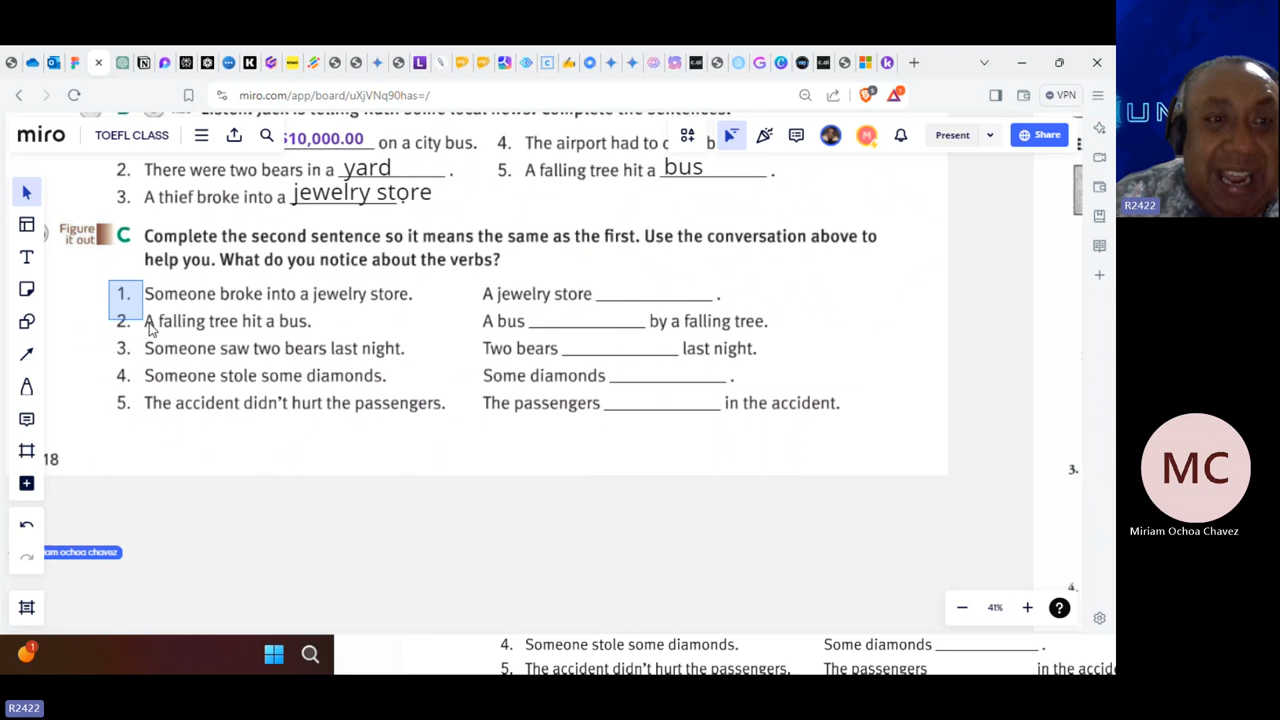 miro.com/app/board/uXjVNq90has=/
VPN
miro
TOEFL CLASS
Present
Share
$10,000.00 on a city bus.
4. The airport had to
2. There were two bears in a yard .
5. A falling tree hit a bus .
3. A thief broke into a jewelry store .
Figure it out
C Complete the second sentence so it means the same as the first. Use the conversation above to
help you. What do you notice about the verbs?
1. Someone broke into a jewelry store. A jewelry store ____________ .
2. A falling tree hit a bus. A bus ____________ by a falling tree.
3. Someone saw two bears last night. Two bears ____________ last night.
4. Someone stole some diamonds. Some diamonds ____________ .
5. The accident didn't hurt the passengers. The passengers ____________ in the accident.
18
3.
am ochoa chavez
4.
41%
4. Someone stole some diamonds. Some diamonds ____________ .
5. The accident didn't hurt the passengers. The passengers ____________ in the accid
R2422
MC
Miriam Ochoa Chavez
R2422